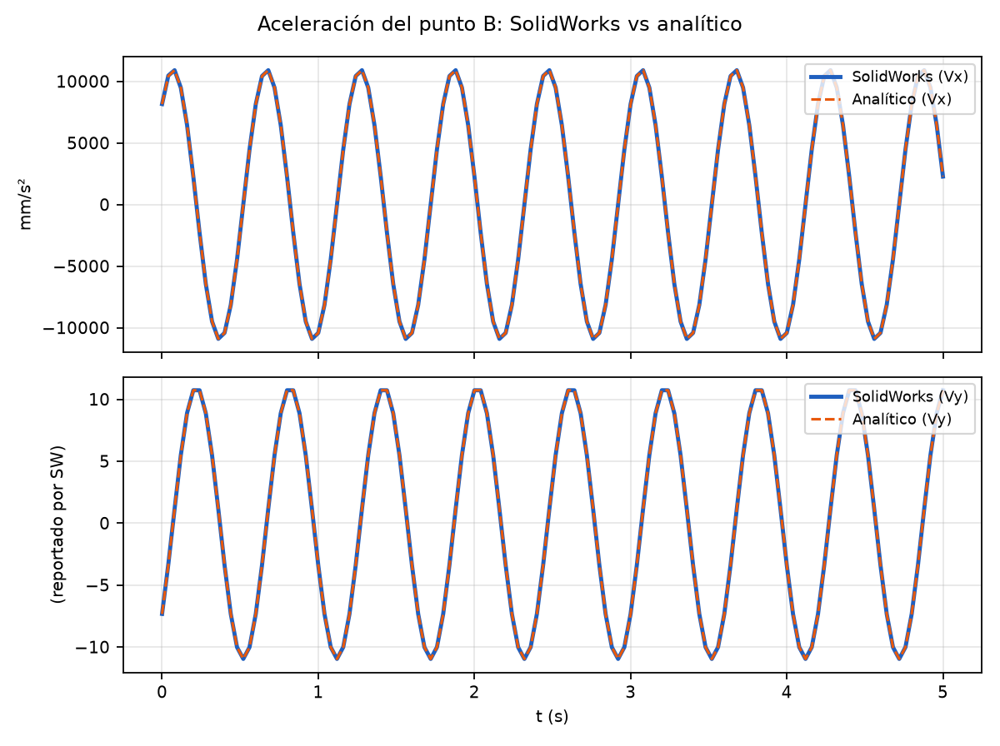 Aceleración del punto B: SolidWorks vs analítico
10000
5000
0
−5000
−10000
mm/s²
SolidWorks (Vx)
Analítico (Vx)
10
5
0
−5
−10
(reportado por SW)
SolidWorks (Vy)
Analítico (Vy)
0 1 2 3 4 5
t (s)